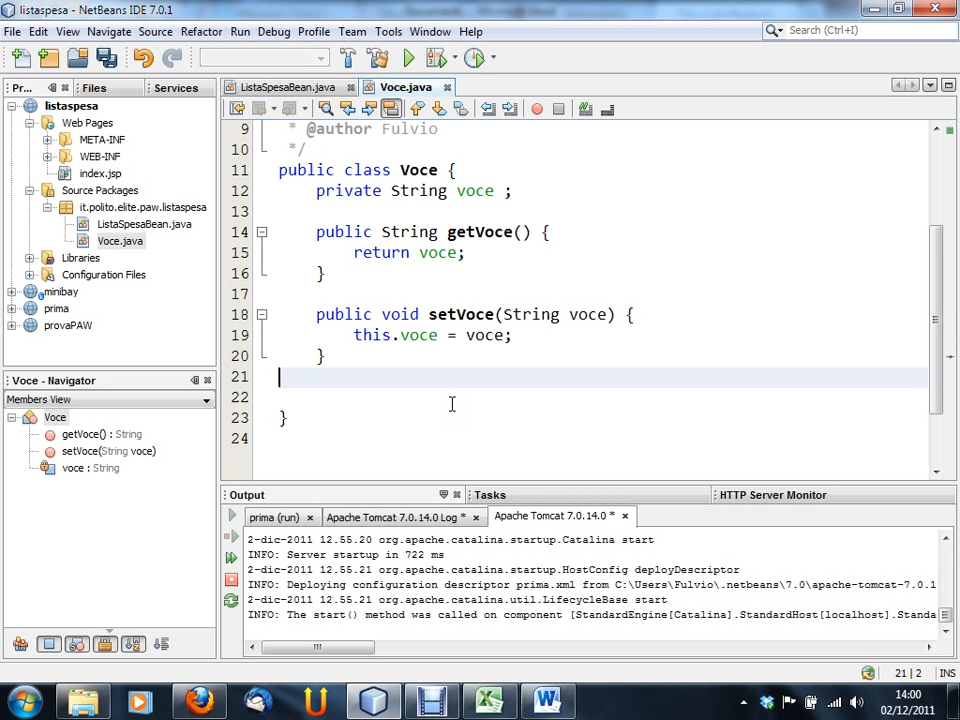 listaspesa - NetBeans IDE 7.0.1
File Edit View Navigate Source Refactor Run Debug Profile Team Tools Window Help
Search (Ctrl+I)
Pr... Files Services
ListaSpesaBean.java Voce.java
listaspesa
Web Pages
META-INF
WEB-INF
index.jsp
Source Packages
it.polito.elite.paw.listaspesa
ListaSpesaBean.java
Voce.java
Libraries
Configuration Files
minibay
prima
provaPAW
9 * @author Fulvio
10 */
11 public class Voce {
12 private String voce ;
13
14 public String getVoce() {
15 return voce;
16 }
17
18 public void setVoce(String voce) {
19 this.voce = voce;
20 }
21
22
23 }
24
Voce - Navigator
Members View
Voce
getVoce() : String
setVoce(String voce)
voce : String
Output Tasks HTTP Server Monitor
prima (run) Apache Tomcat 7.0.14.0 Log * Apache Tomcat 7.0.14.0 *
2-dic-2011 12.55.20 org.apache.catalina.startup.Catalina start
INFO: Server startup in 722 ms
2-dic-2011 12.55.21 org.apache.catalina.startup.HostConfig deployDescriptor
INFO: Deploying configuration descriptor prima.xml from C:\Users\Fulvio\.netbeans\7.0\apache-tomcat-7.0.1
2-dic-2011 12.55.21 org.apache.catalina.util.LifecycleBase start
INFO: The start() method was called on component [StandardEngine[Catalina].StandardHost[localhost].Standa
21 | 2 INS
14:00
02/12/2011